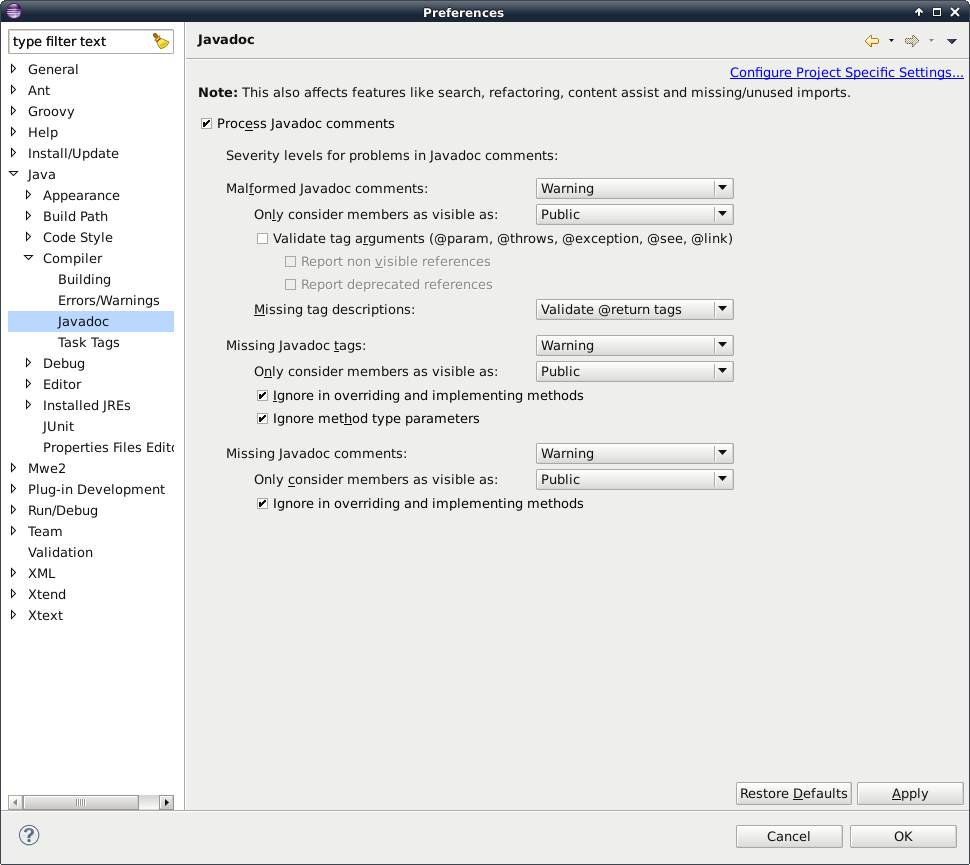 Preferences
type filter text
General
Ant
Groovy
Help
Install/Update
Java
Appearance
Build Path
Code Style
Compiler
Building
Errors/Warnings
Javadoc
Task Tags
Debug
Editor
Installed JREs
JUnit
Properties Files Edito
Mwe2
Plug-in Development
Run/Debug
Team
Validation
XML
Xtend
Xtext
Javadoc
Configure Project Specific Settings...
Note: This also affects features like search, refactoring, content assist and missing/unused imports.
Process Javadoc comments
Severity levels for problems in Javadoc comments:
Malformed Javadoc comments: Warning
Only consider members as visible as: Public
Validate tag arguments (@param, @throws, @exception, @see, @link)
Report non visible references
Report deprecated references
Missing tag descriptions: Validate @return tags
Missing Javadoc tags: Warning
Only consider members as visible as: Public
Ignore in overriding and implementing methods
Ignore method type parameters
Missing Javadoc comments: Warning
Only consider members as visible as: Public
Ignore in overriding and implementing methods
Restore Defaults Apply
? Cancel OK